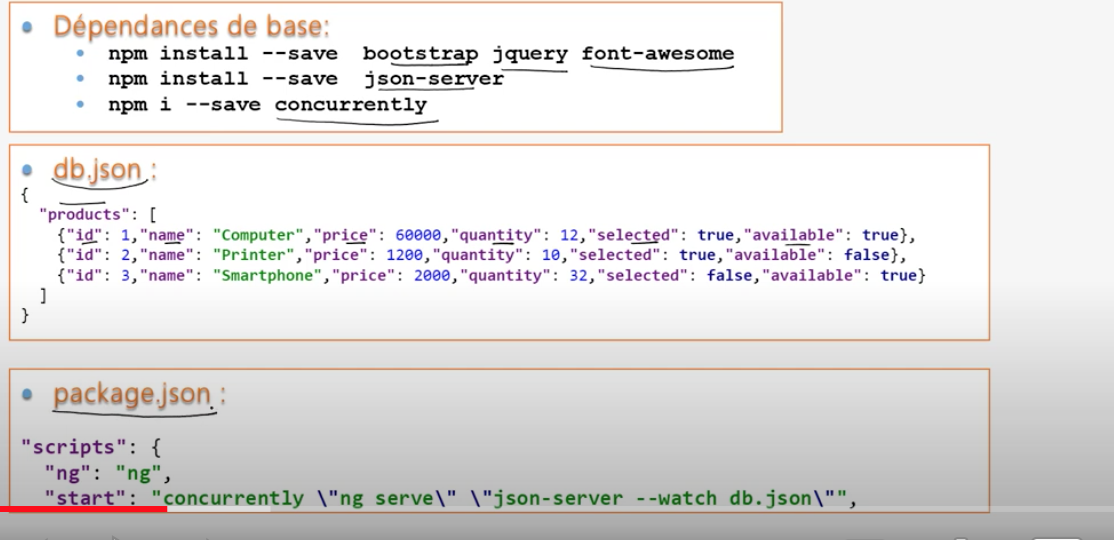 Dépendances de base:
npm install --save bootstrap jquery font-awesome
npm install --save json-server
npm i --save concurrently
db.json :
{
"products": [
{"id": 1,"name": "Computer","price": 60000,"quantity": 12,"selected": true,"available": true},
{"id": 2,"name": "Printer","price": 1200,"quantity": 10,"selected": true,"available": false},
{"id": 3,"name": "Smartphone","price": 2000,"quantity": 32,"selected": false,"available": true}
]
}
package.json :
"scripts": {
"ng": "ng",
"start": "concurrently \"ng serve\" \"json-server --watch db.json\"",